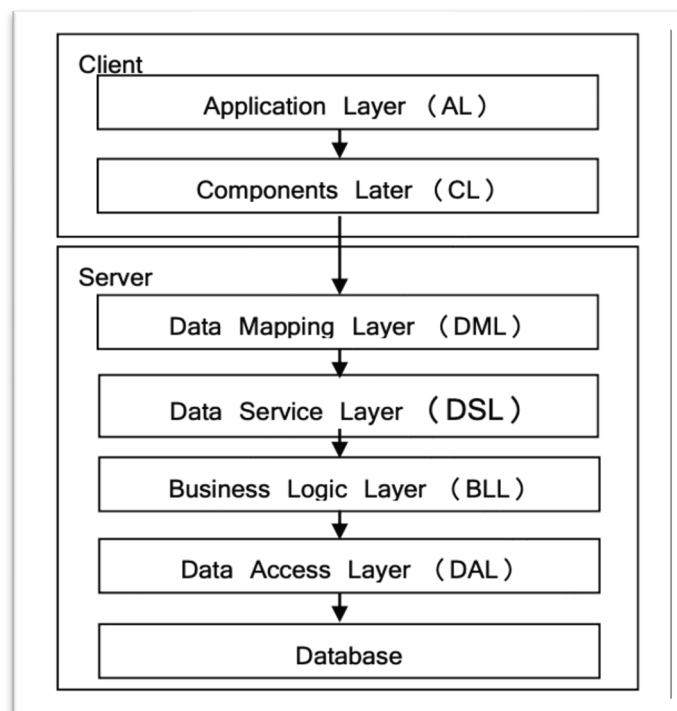 Client
Application Layer （AL）
Components Later （CL）
Server
Data Mapping Layer （DML）
Data Service Layer （DSL）
Business Logic Layer （BLL）
Data Access Layer （DAL）
Database